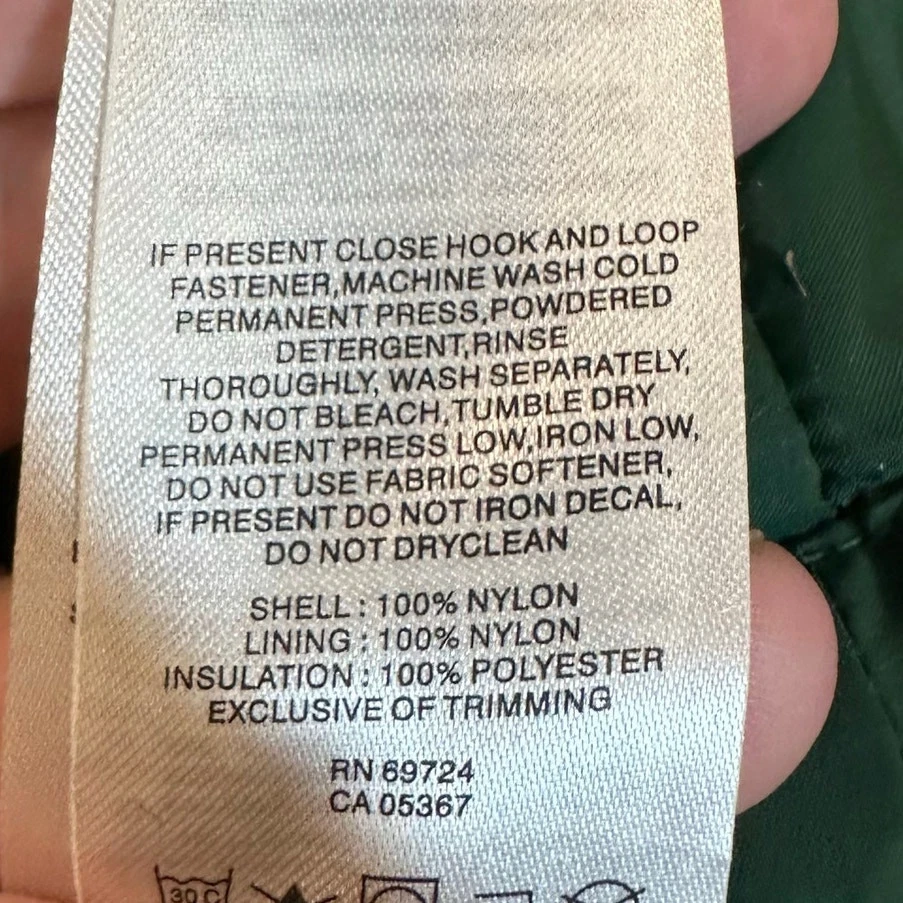 IF PRESENT CLOSE HOOK AND LOOP
FASTENER,MACHINE WASH COLD
PERMANENT PRESS,POWDERED
DETERGENT,RINSE
THOROUGHLY, WASH SEPARATELY,
DO NOT BLEACH,TUMBLE DRY
PERMANENT PRESS LOW,IRON LOW,
DO NOT USE FABRIC SOFTENER,
IF PRESENT DO NOT IRON DECAL,
DO NOT DRYCLEAN
SHELL : 100% NYLON
LINING : 100% NYLON
INSULATION : 100% POLYESTER
EXCLUSIVE OF TRIMMING
RN 69724
CA 05367
30 C